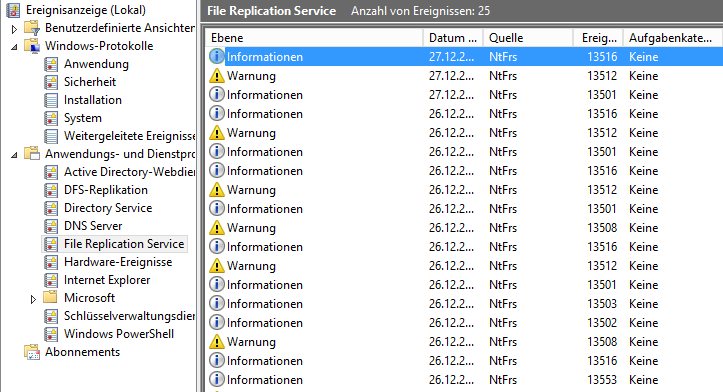 Ereignisanzeige (Lokal)
Benutzerdefinierte Ansichten
Windows-Protokolle
Anwendung
Sicherheit
Installation
System
Weitergeleitete Ereignisse
Anwendungs- und Dienstpro
Active Directory-Webdien
DFS-Replikation
Directory Service
DNS Server
File Replication Service
Hardware-Ereignisse
Internet Explorer
Microsoft
Schlüsselverwaltungsdien
Windows PowerShell
Abonnements
File Replication Service Anzahl von Ereignissen: 25
Ebene Datum ... Quelle Ereig... Aufgabenkate...
Informationen 27.12.2... NtFrs 13516 Keine
Warnung 27.12.2... NtFrs 13512 Keine
Informationen 27.12.2... NtFrs 13501 Keine
Informationen 26.12.2... NtFrs 13516 Keine
Warnung 26.12.2... NtFrs 13512 Keine
Informationen 26.12.2... NtFrs 13501 Keine
Informationen 26.12.2... NtFrs 13516 Keine
Warnung 26.12.2... NtFrs 13512 Keine
Informationen 26.12.2... NtFrs 13501 Keine
Warnung 26.12.2... NtFrs 13508 Keine
Informationen 26.12.2... NtFrs 13516 Keine
Warnung 26.12.2... NtFrs 13512 Keine
Informationen 26.12.2... NtFrs 13501 Keine
Informationen 26.12.2... NtFrs 13503 Keine
Informationen 26.12.2... NtFrs 13502 Keine
Warnung 26.12.2... NtFrs 13508 Keine
Informationen 26.12.2... NtFrs 13516 Keine
Informationen 26.12.2... NtFrs 13553 Keine